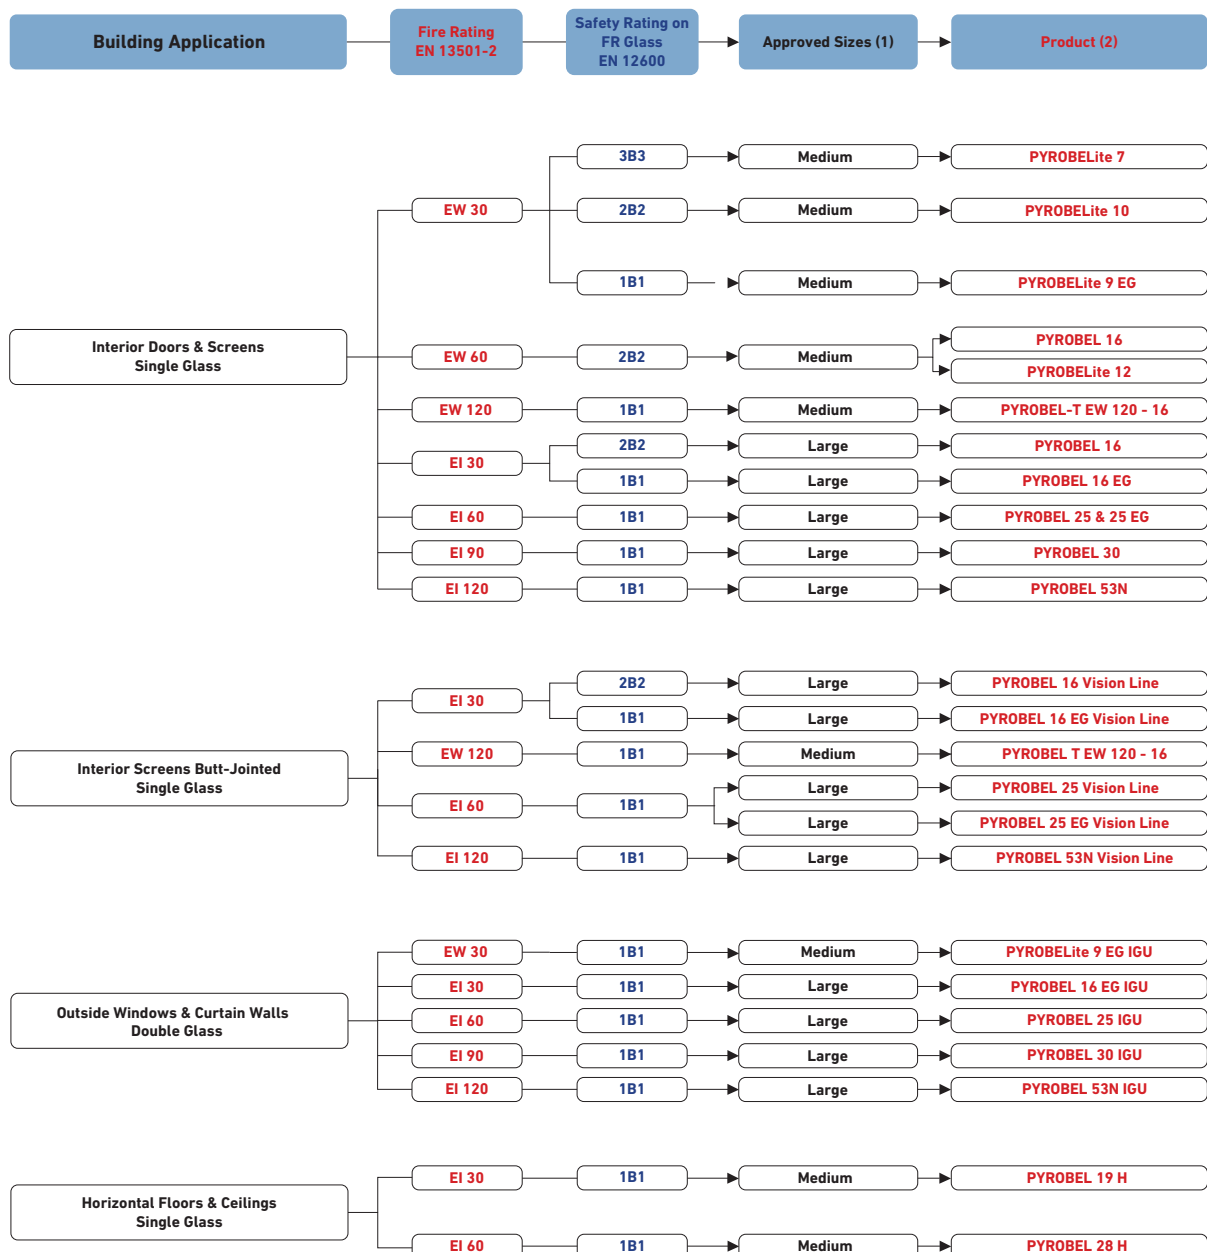 Building Application
Fire Rating
EN 13501-2
Safety Rating on
FR Glass
EN 12600
Approved Sizes (1)
Product (2)
Interior Doors & Screens
Single Glass
EW 30
3B3
Medium
PYROBELite 7
2B2
Medium
PYROBELite 10
1B1
Medium
PYROBELite 9 EG
EW 60
2B2
Medium
PYROBEL 16
PYROBELite 12
EW 120
1B1
Medium
PYROBEL-T EW 120 - 16
EI 30
2B2
Large
PYROBEL 16
1B1
Large
PYROBEL 16 EG
EI 60
1B1
Large
PYROBEL 25 & 25 EG
EI 90
1B1
Large
PYROBEL 30
EI 120
1B1
Large
PYROBEL 53N
Interior Screens Butt-Jointed
Single Glass
EI 30
2B2
Large
PYROBEL 16 Vision Line
1B1
Large
PYROBEL 16 EG Vision Line
EW 120
1B1
Medium
PYROBEL T EW 120 - 16
EI 60
1B1
Large
PYROBEL 25 Vision Line
Large
PYROBEL 25 EG Vision Line
EI 120
1B1
Large
PYROBEL 53N Vision Line
Outside Windows & Curtain Walls
Double Glass
EW 30
1B1
Medium
PYROBELite 9 EG IGU
EI 30
1B1
Large
PYROBEL 16 EG IGU
EI 60
1B1
Large
PYROBEL 25 IGU
EI 90
1B1
Large
PYROBEL 30 IGU
EI 120
1B1
Large
PYROBEL 53N IGU
Horizontal Floors & Ceilings
Single Glass
EI 30
1B1
Medium
PYROBEL 19 H
EI 60
1B1
Medium
PYROBEL 28 H